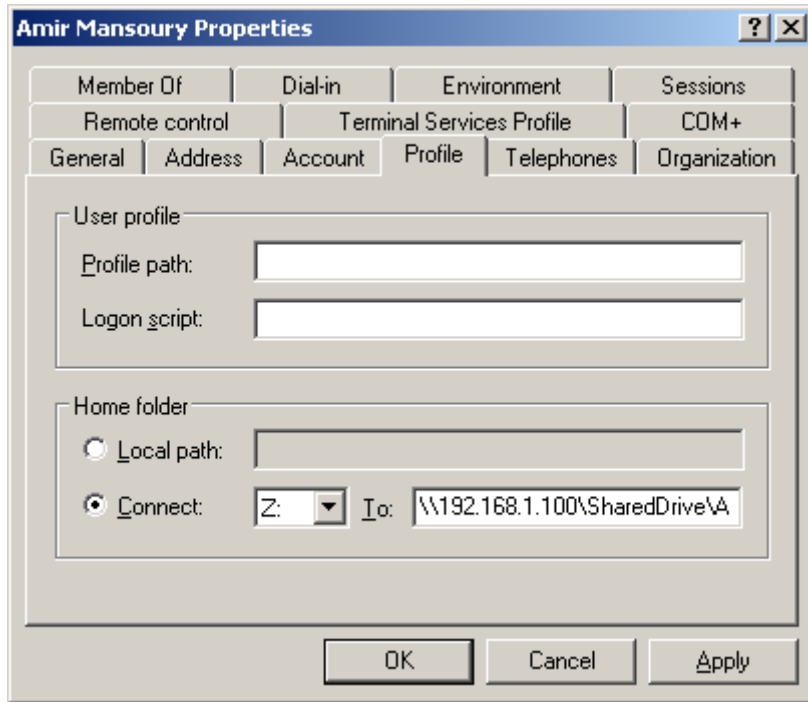 Amir Mansoury Properties
Member Of Dial-in Environment Sessions
Remote control Terminal Services Profile COM+
General Address Account Profile Telephones Organization
User profile
Profile path:
Logon script:
Home folder
Local path:
Connect: Z: To: \\192.168.1.100\SharedDrive\A
OK Cancel Apply